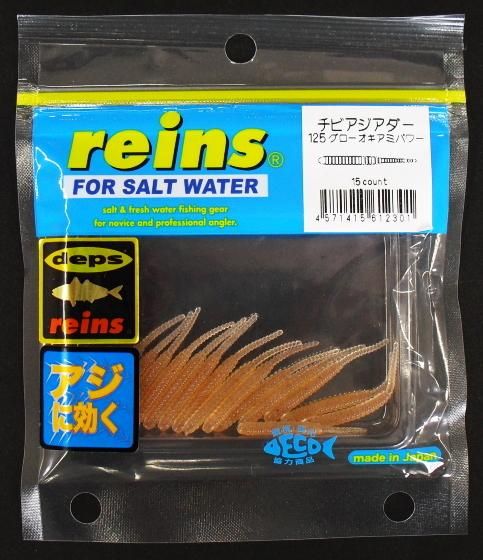 reins®
FOR SALT WATER
salt & fresh water fishing gear
for novice and professional angler.
チビアジアダー
125 グローオキアミパワー
15 count
4 571415 612301
deps
reins®
アジ
に効く
ECO
協力商品
made in Japan